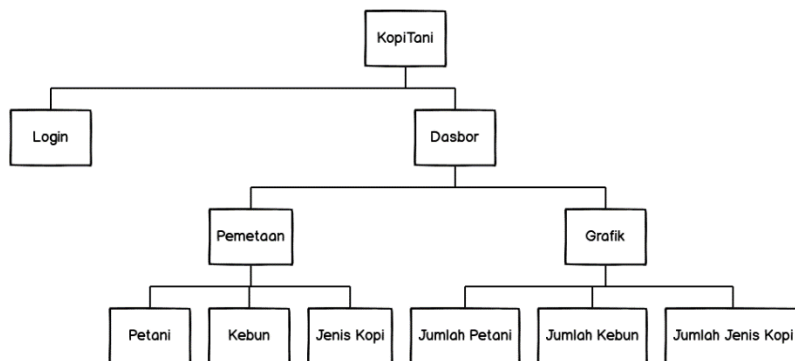 KopiTani
Login
Dasbor
Pemetaan
Grafik
Petani
Kebun
Jenis Kopi
Jumlah Petani
Jumlah Kebun
Jumlah Jenis Kopi